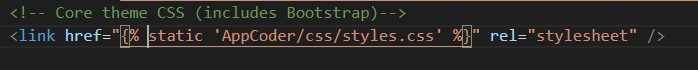 <!-- Core theme CSS (includes Bootstrap)-->
<link href="{% static 'AppCoder/css/styles.css' %}" rel="stylesheet" />